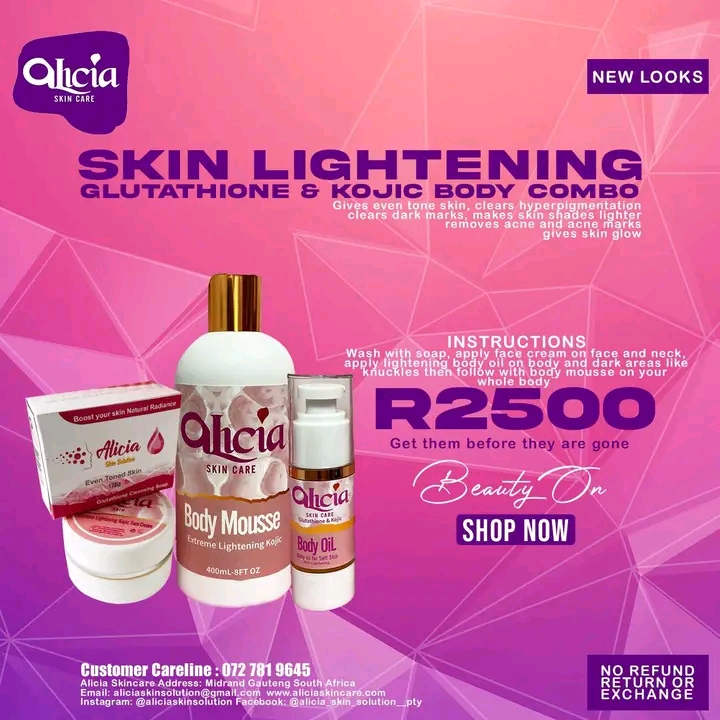 alicia
SKIN CARE
NEW LOOKS
SKIN LIGHTENING
GLUTATHIONE & KOJIC BODY COMBO
Gives even tone skin, clears hyperpigmentation
clears dark marks, makes skin shades lighter
removes acne and acne marks
gives skin glow
INSTRUCTIONS
Wash with soap, apply face cream on face and neck,
apply lightening body oil on body and dark areas like
knuckles then follow with body mousse on your
whole body
R2500
Get them before they are gone
Beauty On
SHOP NOW
Boost your skin Natural Radiance
Alicia
Skin Solution
Even Toned Skin
Glutathione Cleansing Soap
Lightening Kojic Face Cream
alicia
SKIN CARE
Body Mousse
Extreme Lightening Kojic
400mL-8FT OZ
alicia
SKIN CARE
Glutathione & Kojic
Body OiL
Customer Careline : 072 781 9645
Alicia Skincare Address: Midrand Gauteng South Africa
Email: aliciaskinsolution@gmail.com www.aliciaskincare.com
Instagram: @aliciaskinsolution Facebook: @alicia_skin_solution__pty
NO REFUND
RETURN OR
EXCHANGE